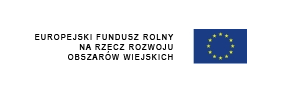 EUROPEJSKI FUNDUSZ ROLNY
NA RZECZ ROZWOJU
OBSZARÓW WIEJSKICH